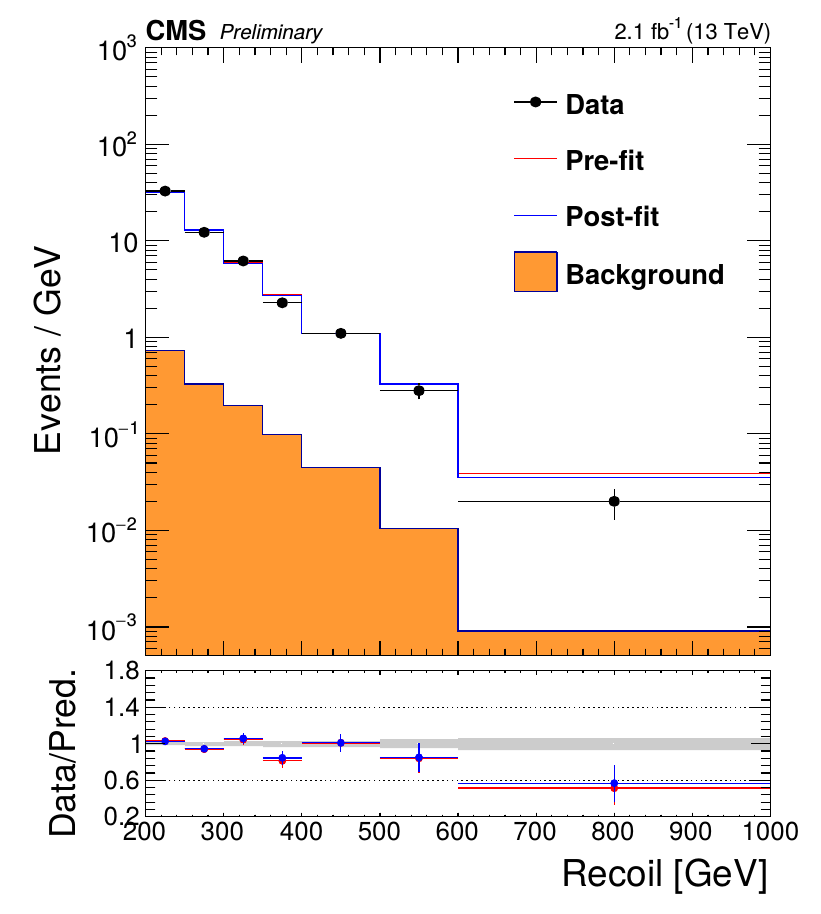 CMS Preliminary 2.1 fb⁻¹ (13 TeV)
Events / GeV
10³
10²
10
1
10⁻¹
10⁻²
10⁻³
Data
Pre-fit
Post-fit
Background
Data/Pred.
1.8
1.4
1
0.6
0.2
200 300 400 500 600 700 800 900 1000
Recoil [GeV]